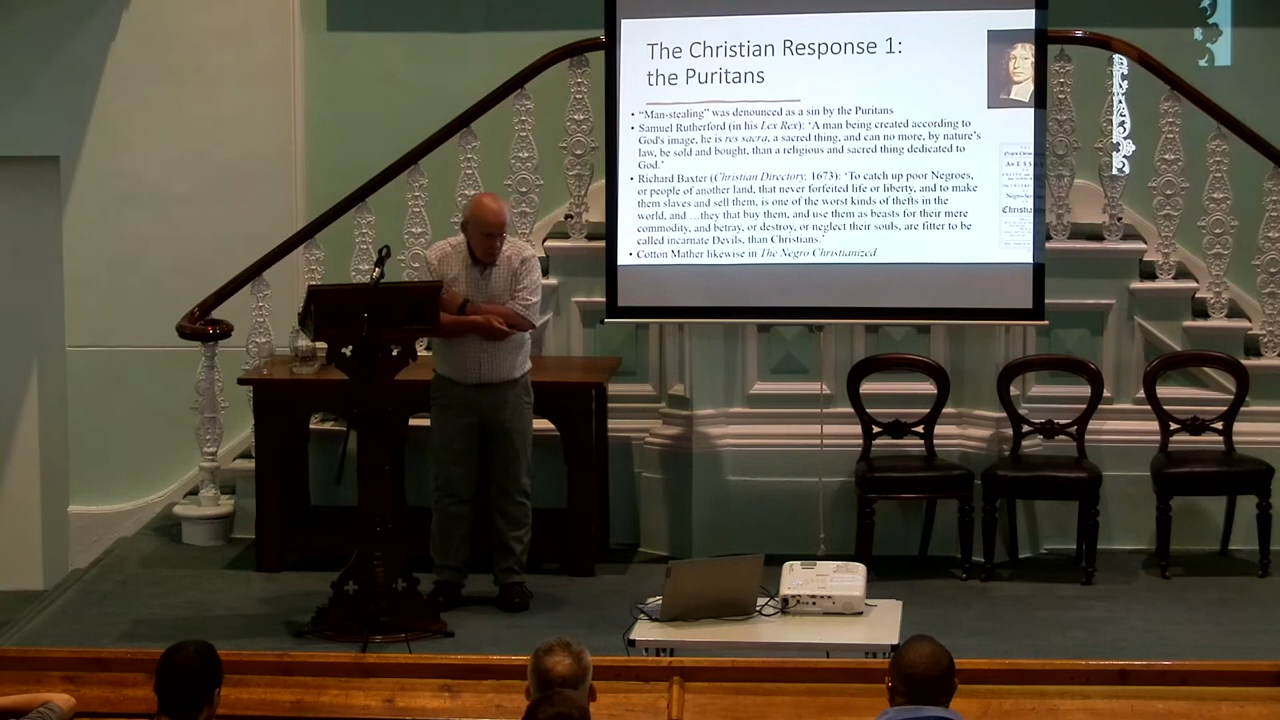 The Christian Response 1:
the Puritans
• “Man-stealing” was denounced as a sin by the Puritans
• Samuel Rutherford (in his Lex Rex): ‘A man being created according to
God's image, he is res sacra, a sacred thing, and can no more, by nature’s
law, be sold and bought, than a religious and sacred thing dedicated to
God.’
• Richard Baxter (Christian Directory, 1673): ‘To catch up poor Negroes,
or people of another land, that never forfeited life or liberty, and to make
them slaves and sell them, is one of the worst kinds of thefts in the
world, and …they that buy them, and use them as beasts for their mere
commodity, and betray, or destroy, or neglect their souls, are fitter to be
called incarnate Devils, than Christians.’
• Cotton Mather likewise in The Negro Christianized